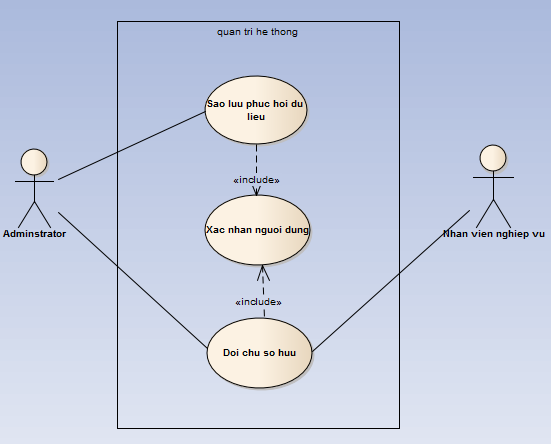 quan tri he thong
Sao luu phuc hoi du
lieu
«include»
Xac nhan nguoi dung
Adminstrator
Nhan vien nghiep vu
«include»
Doi chu so huu